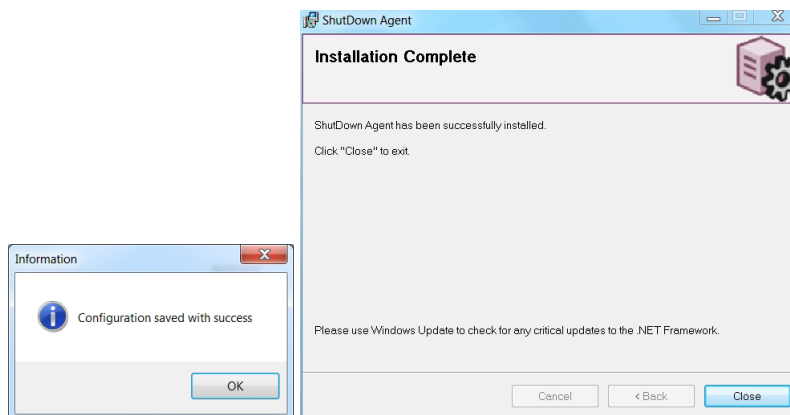 ShutDown Agent
Installation Complete
ShutDown Agent has been successfully installed.
Click "Close" to exit.
Please use Windows Update to check for any critical updates to the .NET Framework.
Cancel
< Back
Close
Information
Configuration saved with success
OK